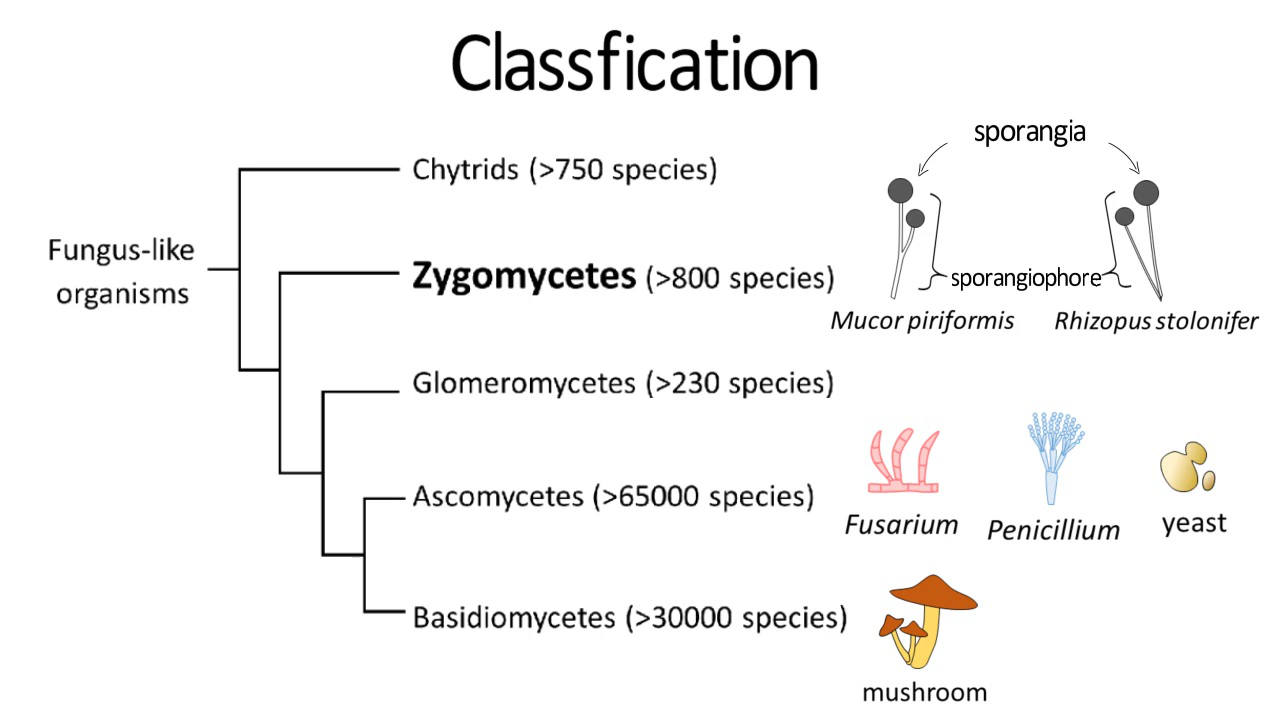 Classfication
sporangia
Chytrids (>750 species)
Fungus-like
organisms
Zygomycetes (>800 species)
sporangiophore
Mucor piriformis
Rhizopus stolonifer
Glomeromycetes (>230 species)
Ascomycetes (>65000 species)
Fusarium
Penicillium
yeast
Basidiomycetes (>30000 species)
mushroom